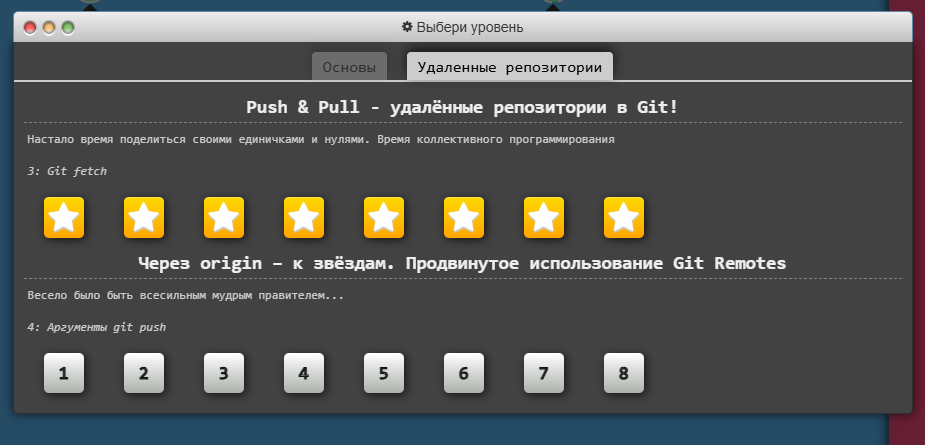 Выбери уровень
Основы
Удаленные репозитории
Push & Pull - удалённые репозитории в Git!
Настало время поделиться своими единичками и нулями. Время коллективного программирования
3: Git fetch
Через origin – к звёздам. Продвинутое использование Git Remotes
Весело было быть всесильным мудрым правителем...
4: Аргументы git push
1 2 3 4 5 6 7 8